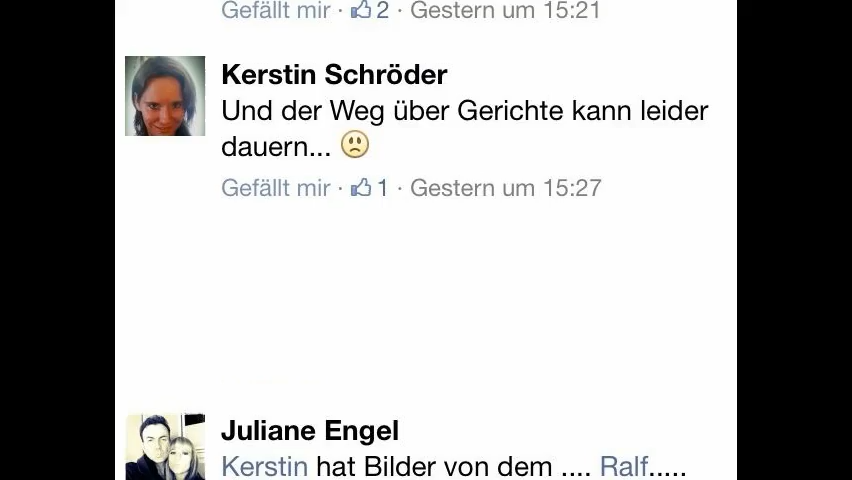 Gefällt mir · 2 · Gestern um 15:21
Kerstin Schröder
Und der Weg über Gerichte kann leider
dauern...
Gefällt mir · 1 · Gestern um 15:27
Juliane Engel
Kerstin hat Bilder von dem .... Ralf.....